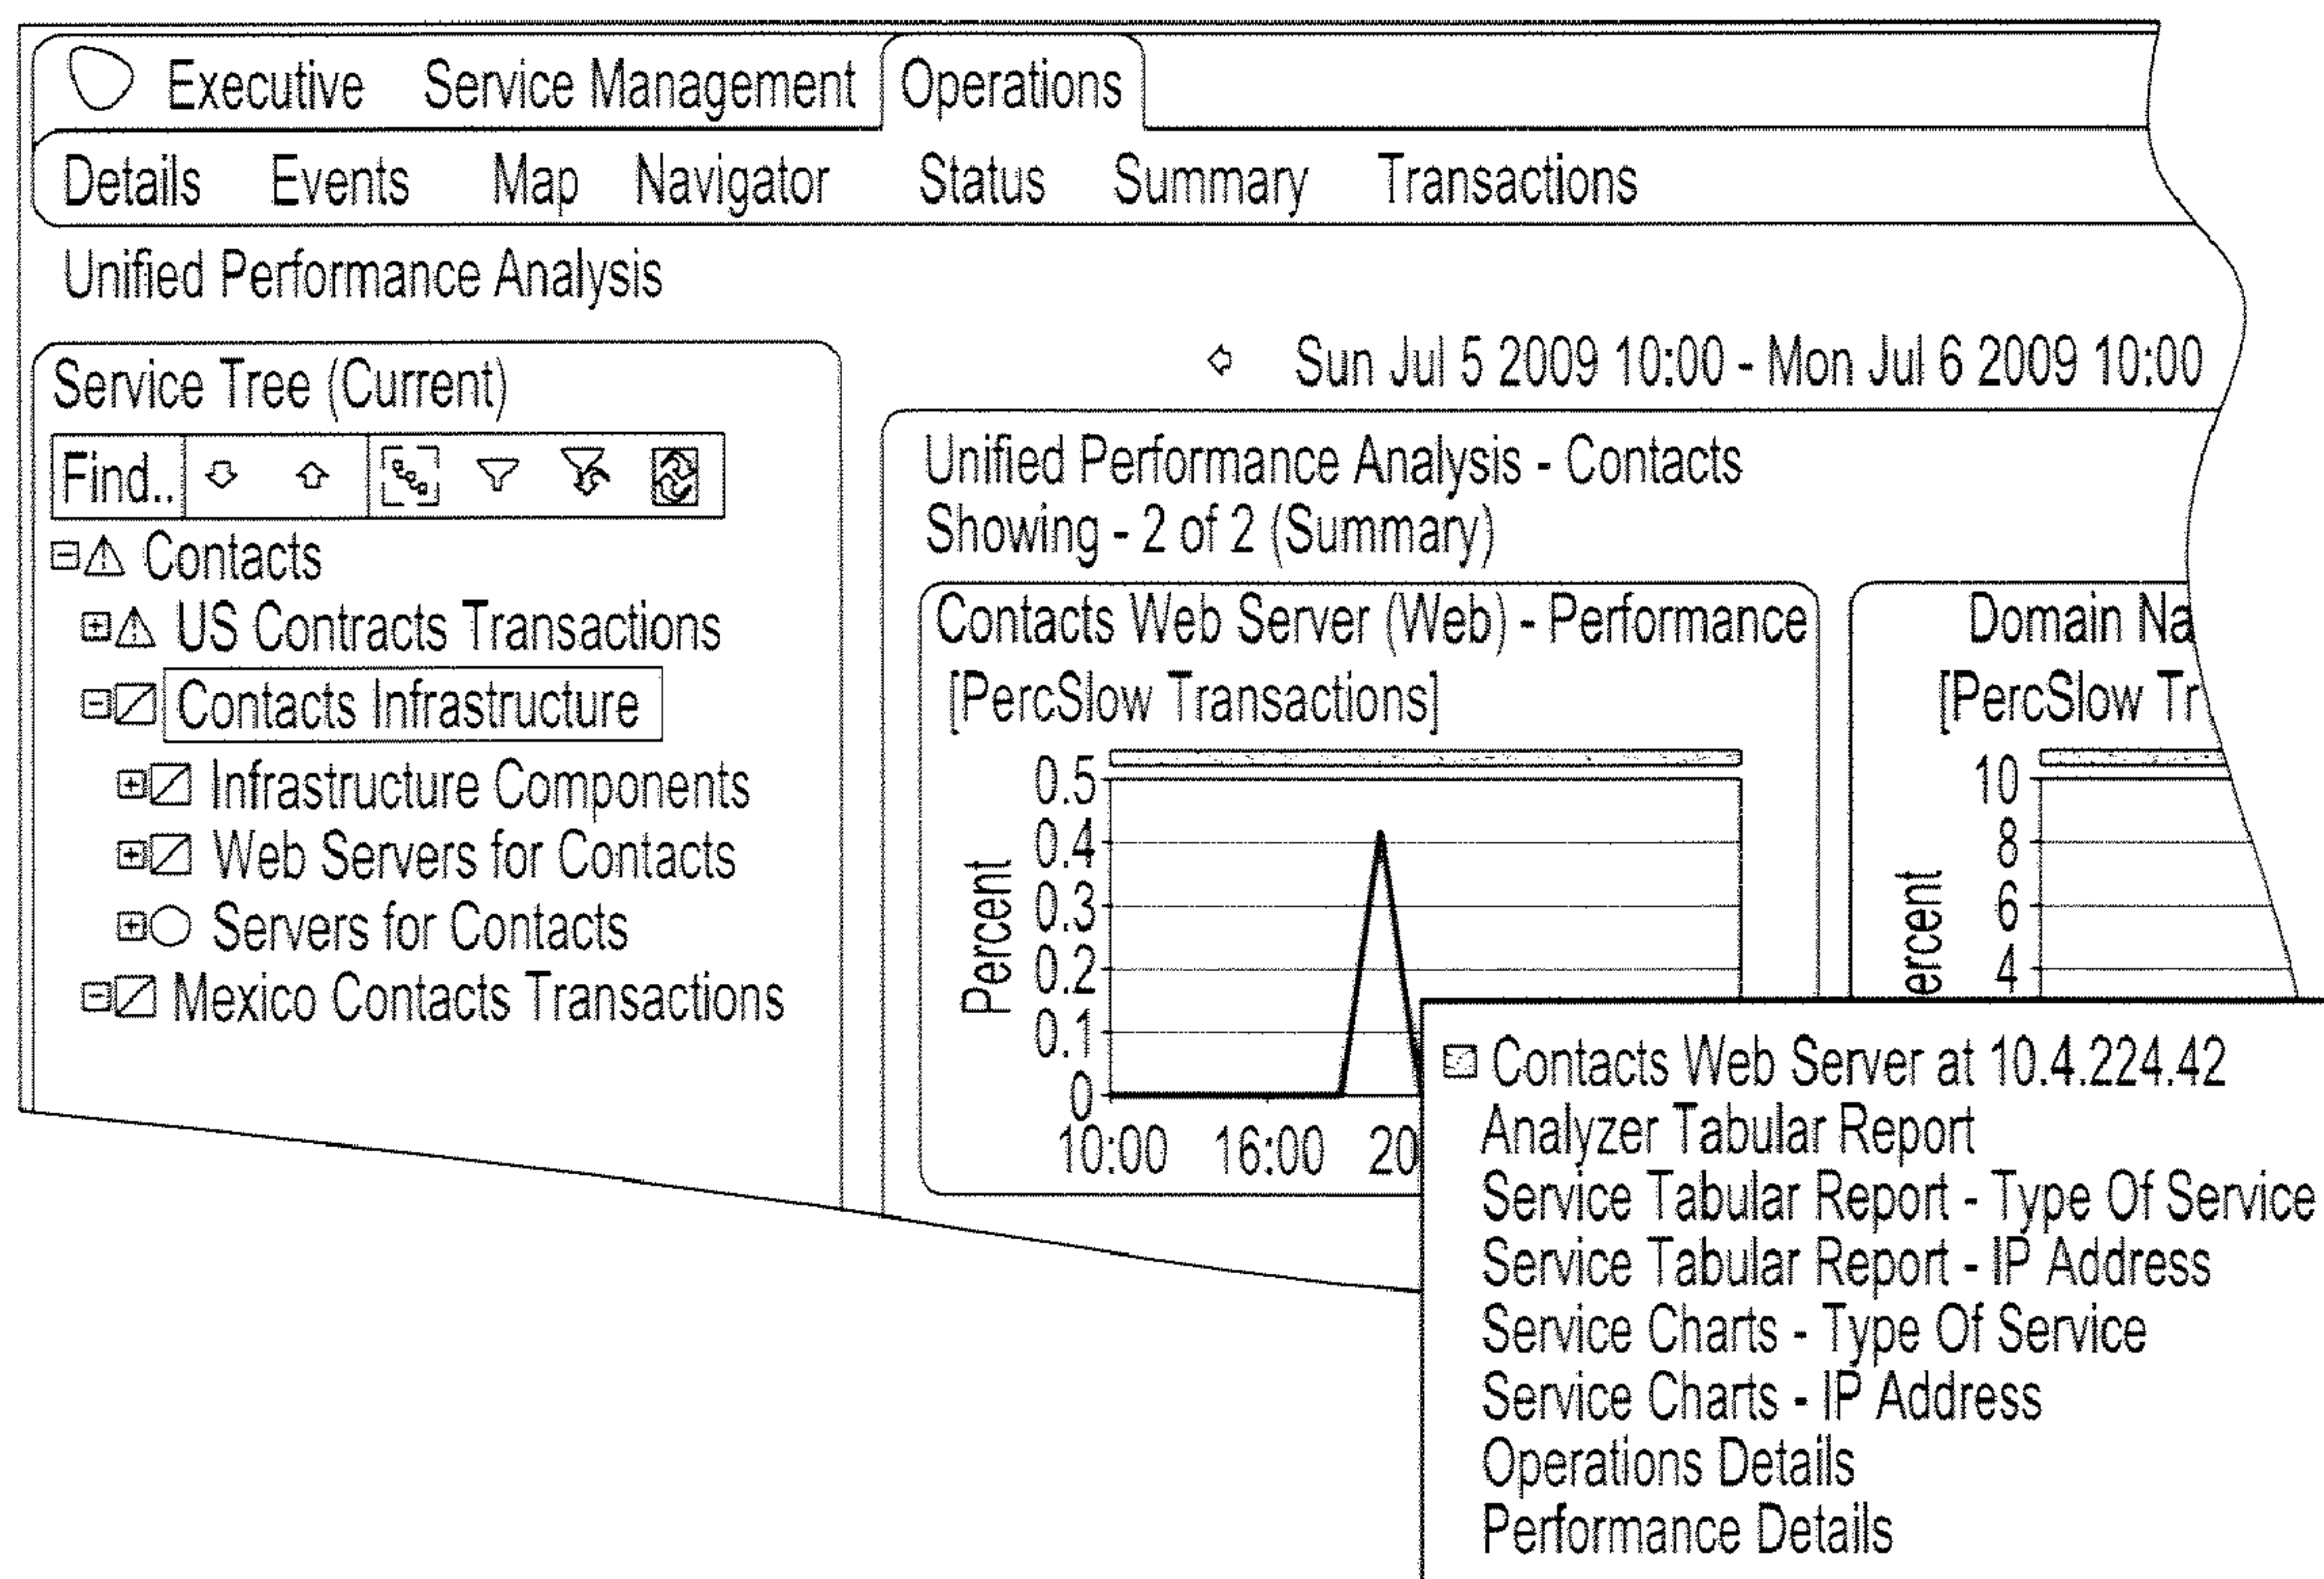 Executive Service Management Operations
Details Events Map Navigator Status Summary Transactions
Unified Performance Analysis
Service Tree (Current)
Find..
Contacts
US Contracts Transactions
Contacts Infrastructure
Infrastructure Components
Web Servers for Contacts
Servers for Contacts
Mexico Contacts Transactions
Sun Jul 5 2009 10:00 - Mon Jul 6 2009 10:00
Unified Performance Analysis - Contacts
Showing - 2 of 2 (Summary)
Contacts Web Server (Web) - Performance
[PercSlow Transactions]
Percent
0.5
0.4
0.3
0.2
0.1
0
10:00 16:00 20
Domain Na
[PercSlow Tr
ercent
10
8
6
4
Contacts Web Server at 10.4.224.42
Analyzer Tabular Report
Service Tabular Report - Type Of Service
Service Tabular Report - IP Address
Service Charts - Type Of Service
Service Charts - IP Address
Operations Details
Performance Details